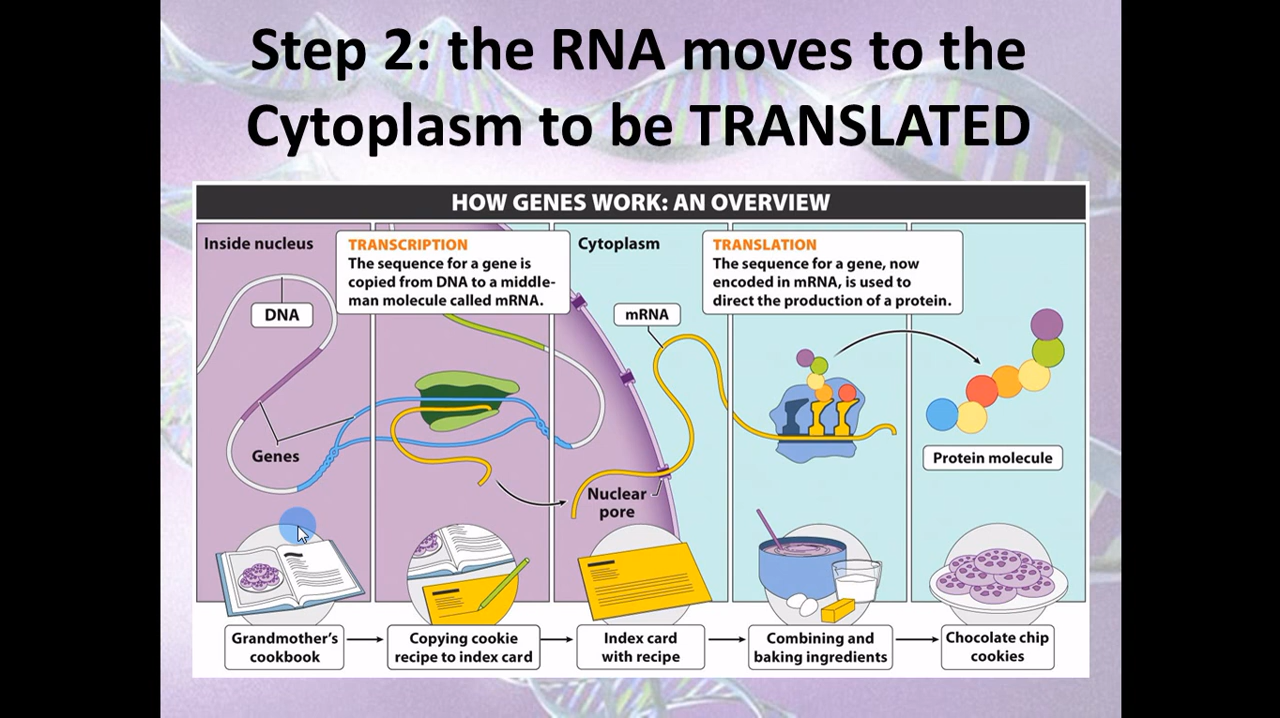 Step 2: the RNA moves to the
Cytoplasm to be TRANSLATED
HOW GENES WORK: AN OVERVIEW
Inside nucleus
TRANSCRIPTION
The sequence for a gene is
copied from DNA to a middle-
man molecule called mRNA.
Cytoplasm
TRANSLATION
The sequence for a gene, now
encoded in mRNA, is used to
direct the production of a protein.
DNA
mRNA
Genes
Nuclear
pore
Protein molecule
Grandmother's
cookbook
Copying cookie
recipe to index card
Index card
with recipe
Combining and
baking ingredients
Chocolate chip
cookies